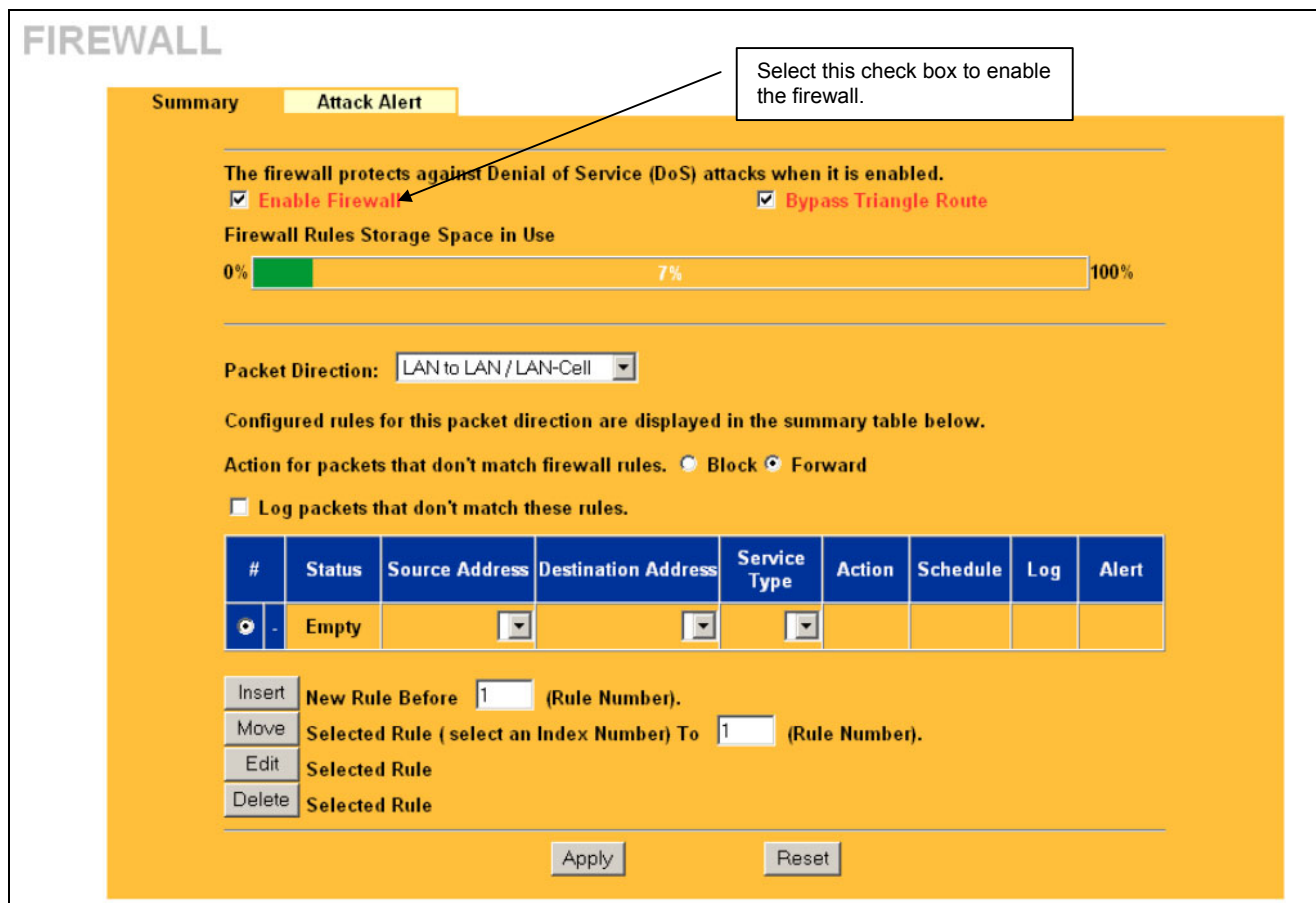 FIREWALL
Select this check box to enable
the firewall.
Summary Attack Alert
The firewall protects against Denial of Service (DoS) attacks when it is enabled.
Enable Firewall Bypass Triangle Route
Firewall Rules Storage Space in Use
0% 7% 100%
Packet Direction: LAN to LAN / LAN-Cell
Configured rules for this packet direction are displayed in the summary table below.
Action for packets that don't match firewall rules. Block Forward
Log packets that don't match these rules.
# Status Source Address Destination Address Service Type Action Schedule Log Alert
- Empty
Insert New Rule Before 1 (Rule Number).
Move Selected Rule ( select an Index Number) To 1 (Rule Number).
Edit Selected Rule
Delete Selected Rule
Apply Reset